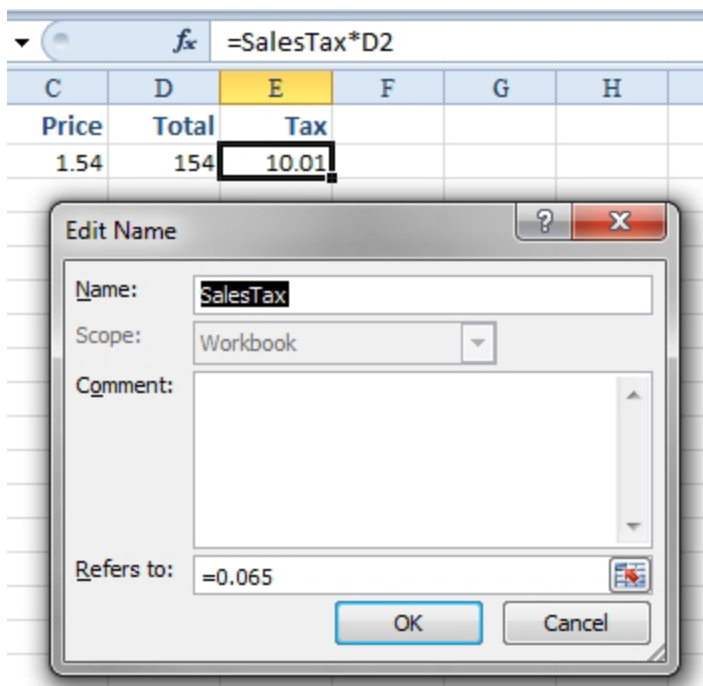 fx =SalesTax*D2
C D E F G H
Price Total Tax
1.54 154 10.01
Edit Name ? X
Name: SalesTax
Scope: Workbook
Comment:
Refers to: =0.065
OK Cancel